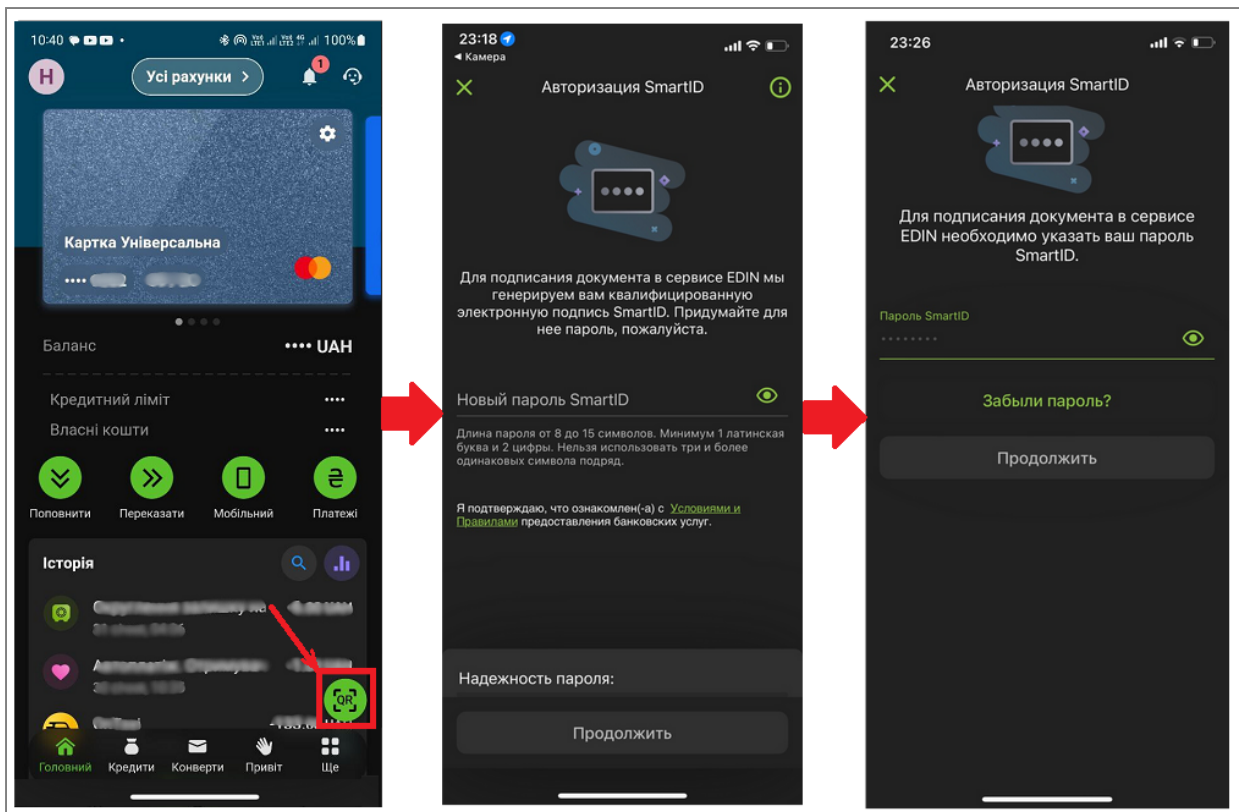 10:40
100%
H
Усі рахунки >
1
Картка Універсальна
Баланс
•••• UAH
Кредитний ліміт
••••
Власні кошти
••••
Поповнити
Переказати
Мобільний
Платежі
Історія
QR
Головний
Кредити
Конверти
Привіт
Ще
23:18
◄ Камера
Авторизация SmartID
Для подписания документа в сервисе EDIN мы
генерируем вам квалифицированную
электронную подпись SmartID. Придумайте для
нее пароль, пожалуйста.
Новый пароль SmartID
Длина пароля от 8 до 15 символов. Минимум 1 латинская
буква и 2 цифры. Нельзя использовать три и более
одинаковых символа подряд.
Я подтверждаю, что ознакомлен(-а) с Условиями и
Правилами предоставления банковских услуг.
Надежность пароля:
Продолжить
23:26
Авторизация SmartID
Для подписания документа в сервисе
EDIN необходимо указать ваш пароль
SmartID.
Пароль SmartID
••••••••
Забыли пароль?
Продолжить